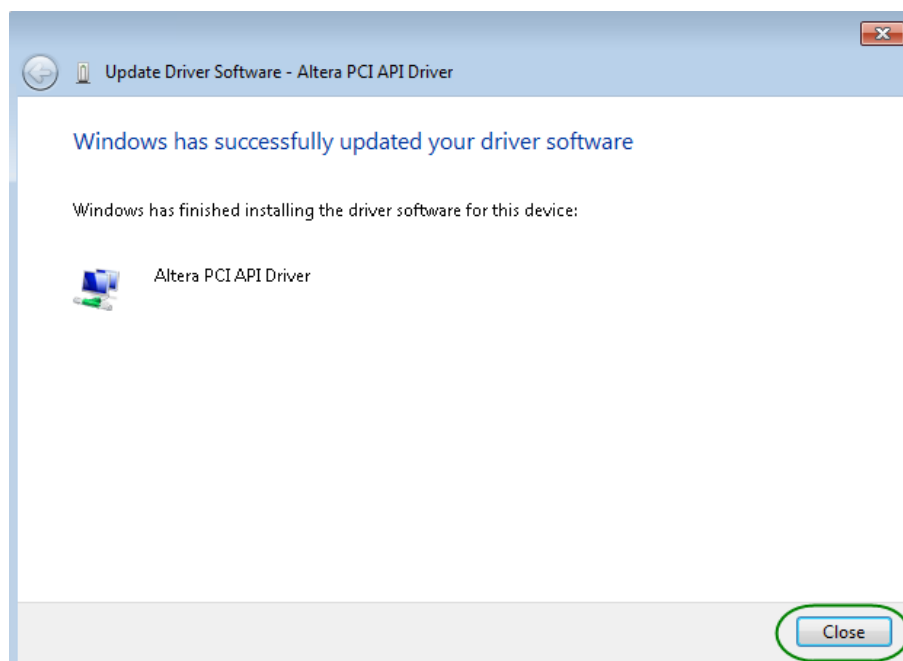 Update Driver Software - Altera PCI API Driver
Windows has successfully updated your driver software
Windows has finished installing the driver software for this device:
Altera PCI API Driver
Close